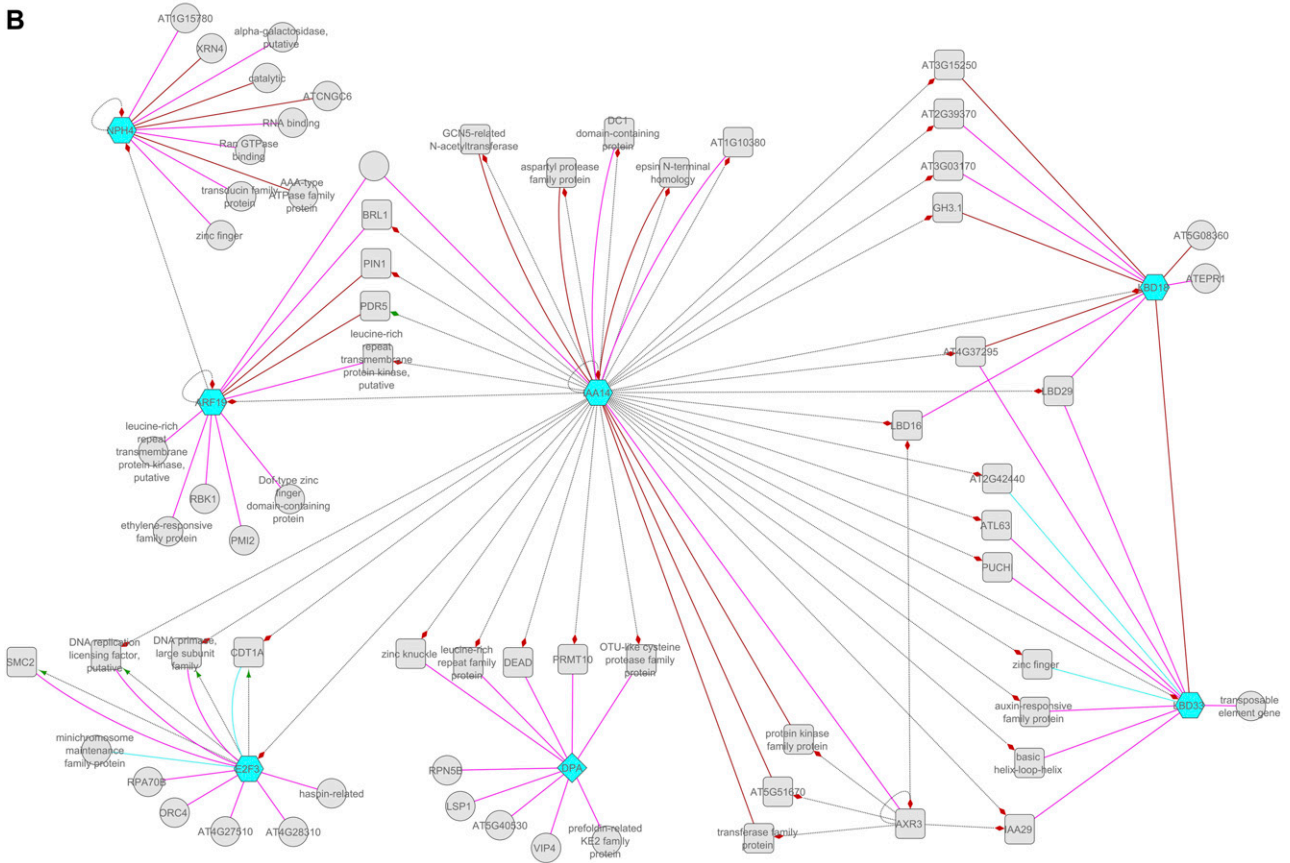 B
AT1G15780
XRN4
alpha-galactosidase,
putative
catalytic
ATCNGC6
NPH4
RNA binding
Ran GTPase
binding
transducin family
protein
AAA-type
ATPase family
protein
zinc finger
GCN5-related
N-acetyltransferase
aspartyl protease
family protein
DC1
domain-containing
protein
epsin N-terminal
homology
AT1G10380
AT3G15250
AT2G39370
AT3G03170
GH3.1
AT5G08360
ATEPR1
LBD18
BRL1
PIN1
PDR5
leucine-rich
repeat
transmembrane
protein kinase,
putative
ARF19
IAA14
AT4G37295
LBD29
LBD16
leucine-rich
repeat
transmembrane
protein kinase,
putative
RBK1
ethylene-responsive
family protein
PMI2
Dof-type zinc
finger
domain-containing
protein
AT2G42440
ATL63
PUCHI
SMC2
DNA replication
licensing factor,
putative
DNA primase,
large subunit
family
CDT1A
zinc knuckle
leucine-rich
repeat family
protein
DEAD
PRMT10
OTU-like cysteine
protease family
protein
zinc finger
auxin-responsive
family protein
LBD33
transposable
element gene
basic
helix-loop-helix
minichromosome
maintenance
family protein
E2F3
RPA70B
ORC4
AT4G27510
AT4G28310
haspin-related
DPA
RPN5B
LSP1
AT5G40530
VIP4
prefoldin-related
KE2 family
protein
protein kinase
family protein
AT5G51670
transferase family
protein
AXR3
IAA29